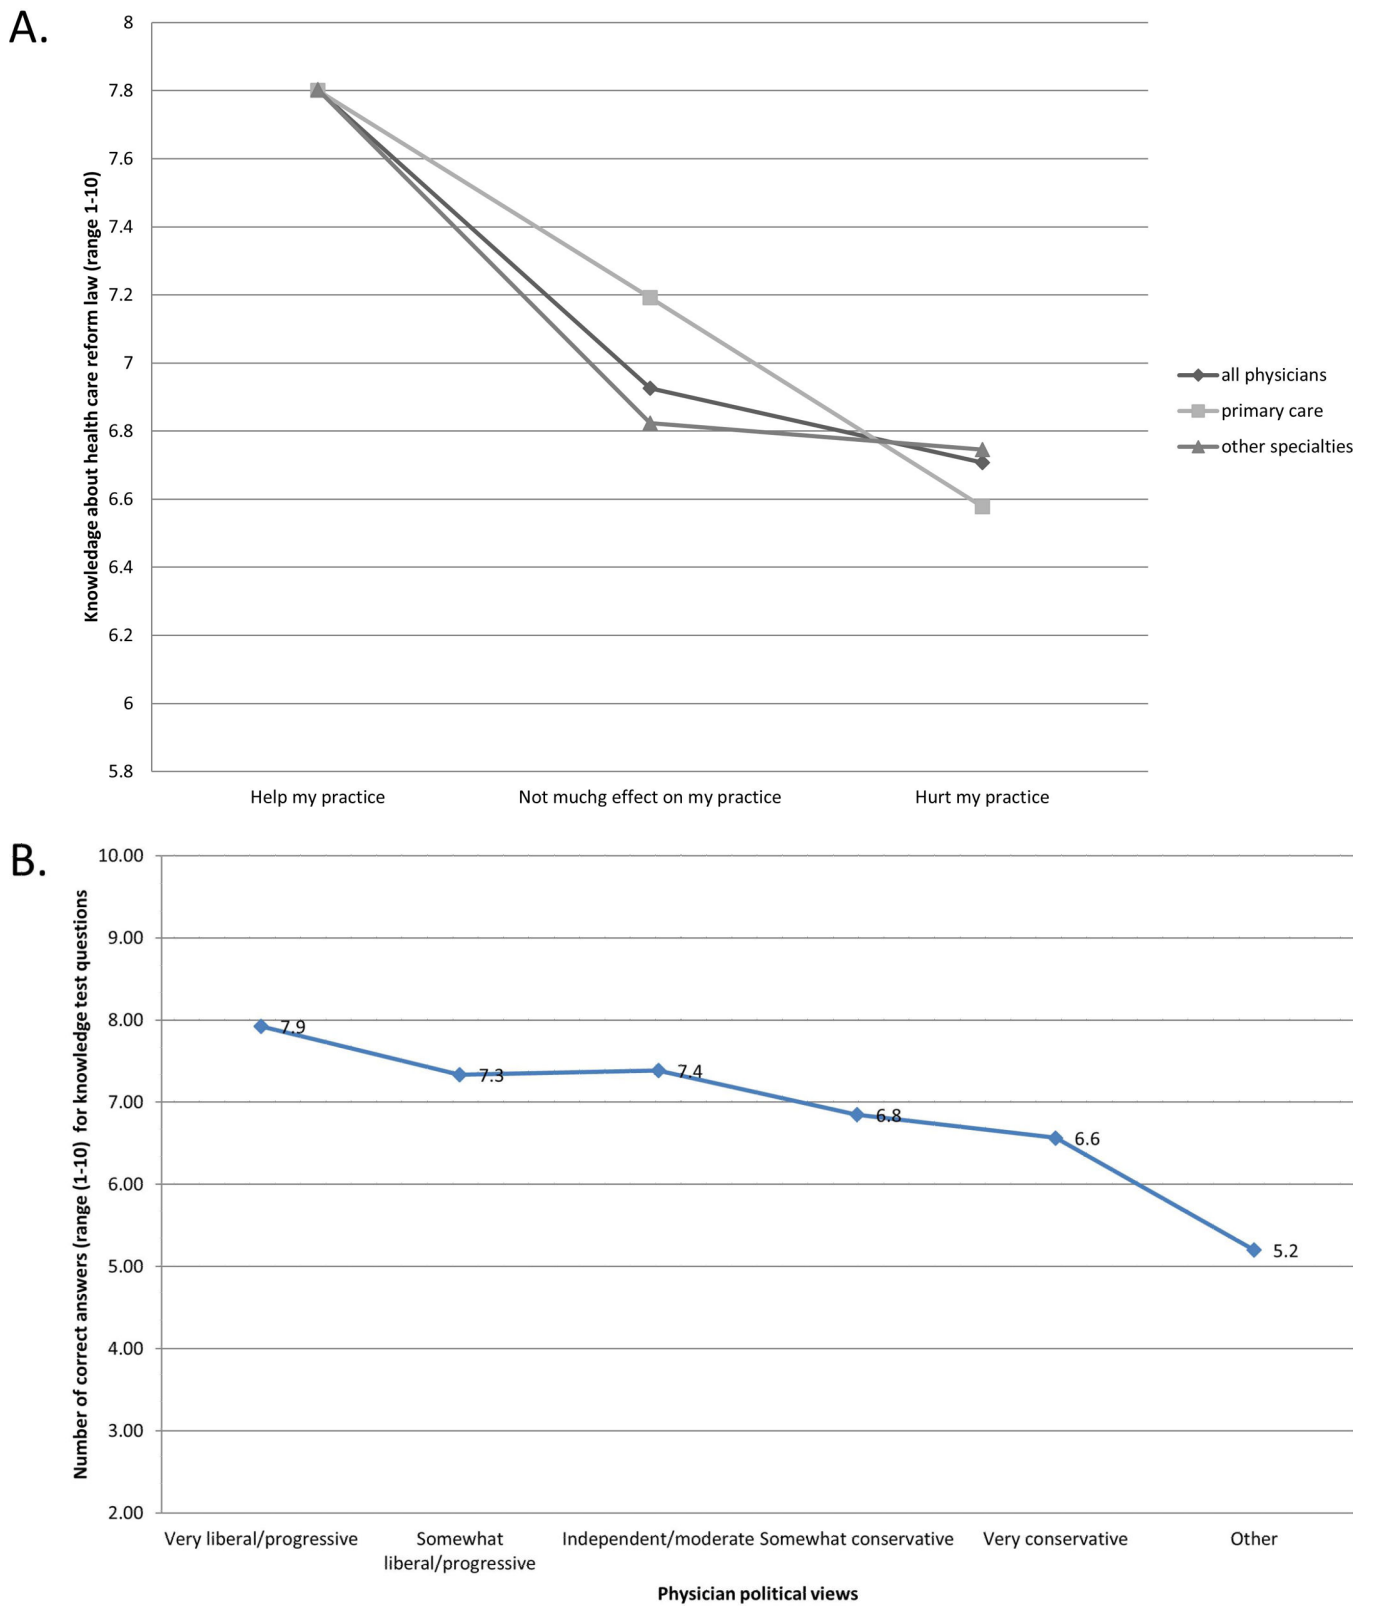 A.
Knowledage about health care reform law (range 1-10)
8
7.8
7.6
7.4
7.2
7
6.8
6.6
6.4
6.2
6
5.8
Help my practice
Not muchg effect on my practice
Hurt my practice
all physicians
primary care
other specialties
B.
Number of correct answers (range (1-10) for knowledge test questions
10.00
9.00
8.00
7.00
6.00
5.00
4.00
3.00
2.00
7.9
7.3
7.4
6.8
6.6
5.2
Very liberal/progressive
Somewhat
liberal/progressive
Independent/moderate
Somewhat conservative
Very conservative
Other
Physician political views